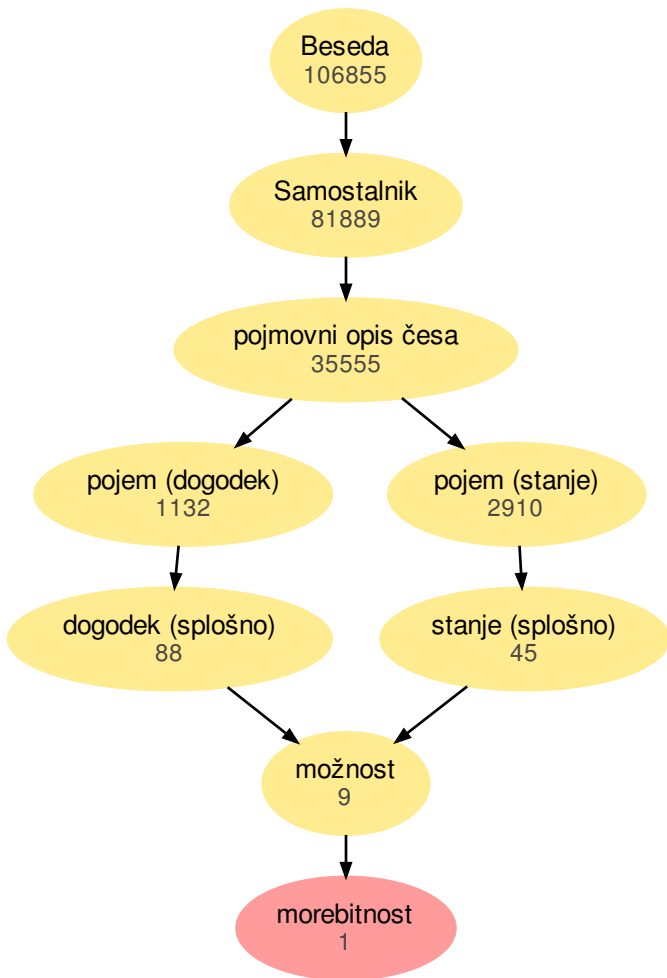 Beseda
106855
Samostalnik
81889
pojmovni opis česa
35555
pojem (dogodek)
1132
pojem (stanje)
2910
dogodek (splošno)
88
stanje (splošno)
45
možnost
9
morebitnost
1